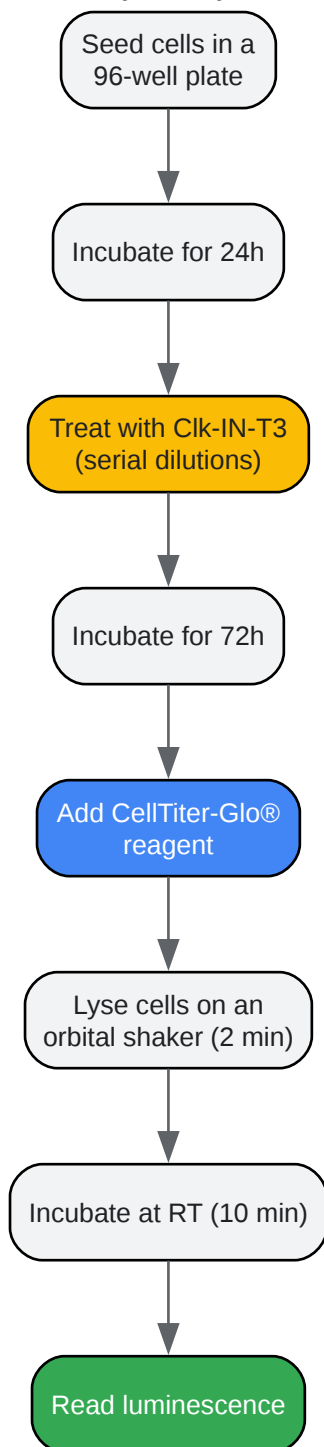 Seed cells in a
96-well plate
Incubate for 24h
Treat with Clk-IN-T3
(serial dilutions)
Incubate for 72h
Add CellTiter-Glo®
reagent
Lyse cells on an
orbital shaker (2 min)
Incubate at RT (10 min)
Read luminescence